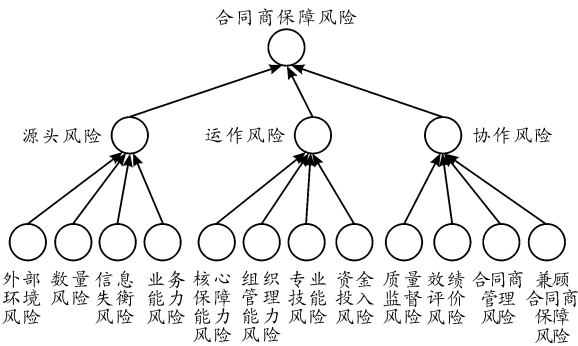 合同商保障风险
源头风险
运作风险
协作风险
外部
环境
风险
数量
风险
信息
失衡
风险
业务
能力
风险
核心
保障
能力
风险
组织
管理
能力
风险
专业
技能
风险
资金
投入
风险
质量
监督
风险
效绩
评价
风险
合同商
管理
风险
兼顾
合同商
保障
风险